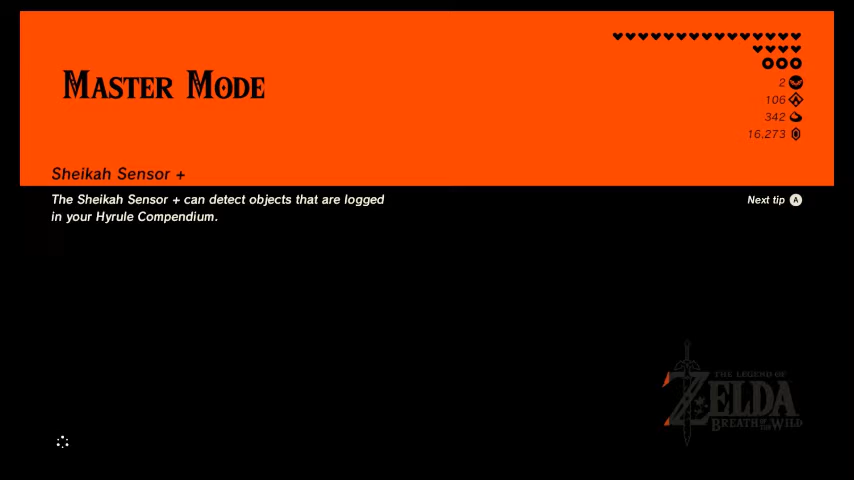 MASTER MODE
2
106
342
16,273
Sheikah Sensor +
The Sheikah Sensor + can detect objects that are logged
in your Hyrule Compendium.
Next tip A
THE LEGEND OF
ZELDA
BREATH OF THE WILD